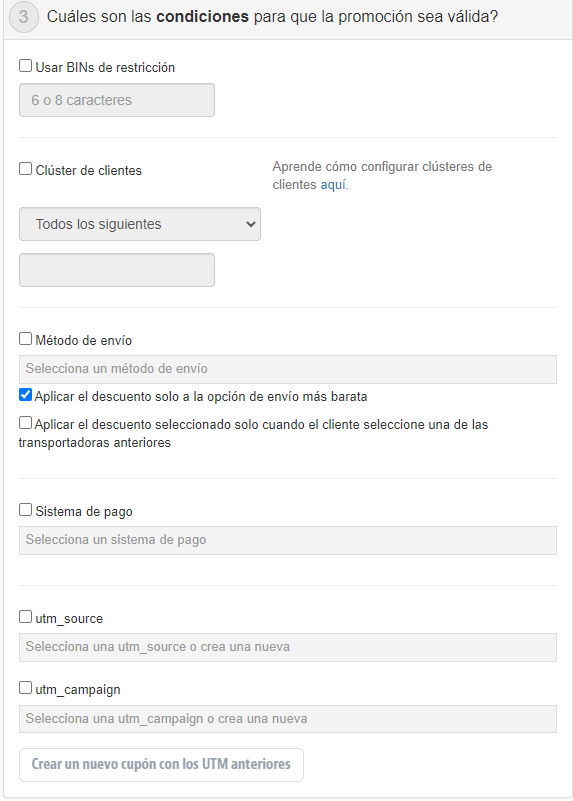 3 Cuáles son las condiciones para que la promoción sea válida?
Usar BINs de restricción
6 o 8 caracteres
Clúster de clientes
Aprende cómo configurar clústeres de
clientes aquí.
Todos los siguientes
Método de envío
Selecciona un método de envío
Aplicar el descuento solo a la opción de envío más barata
Aplicar el descuento seleccionado solo cuando el cliente seleccione una de las
transportadoras anteriores
Sistema de pago
Selecciona un sistema de pago
utm_source
Selecciona una utm_source o crea una nueva
utm_campaign
Selecciona una utm_campaign o crea una nueva
Crear un nuevo cupón con los UTM anteriores